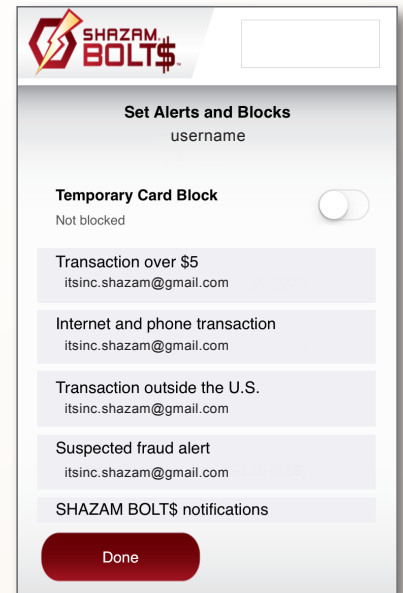 SHAZAM
BOLT$
Set Alerts and Blocks
username
Temporary Card Block
Not blocked
Transaction over $5
itsinc.shazam@gmail.com
Internet and phone transaction
itsinc.shazam@gmail.com
Transaction outside the U.S.
itsinc.shazam@gmail.com
Suspected fraud alert
itsinc.shazam@gmail.com
SHAZAM BOLT$ notifications
Done